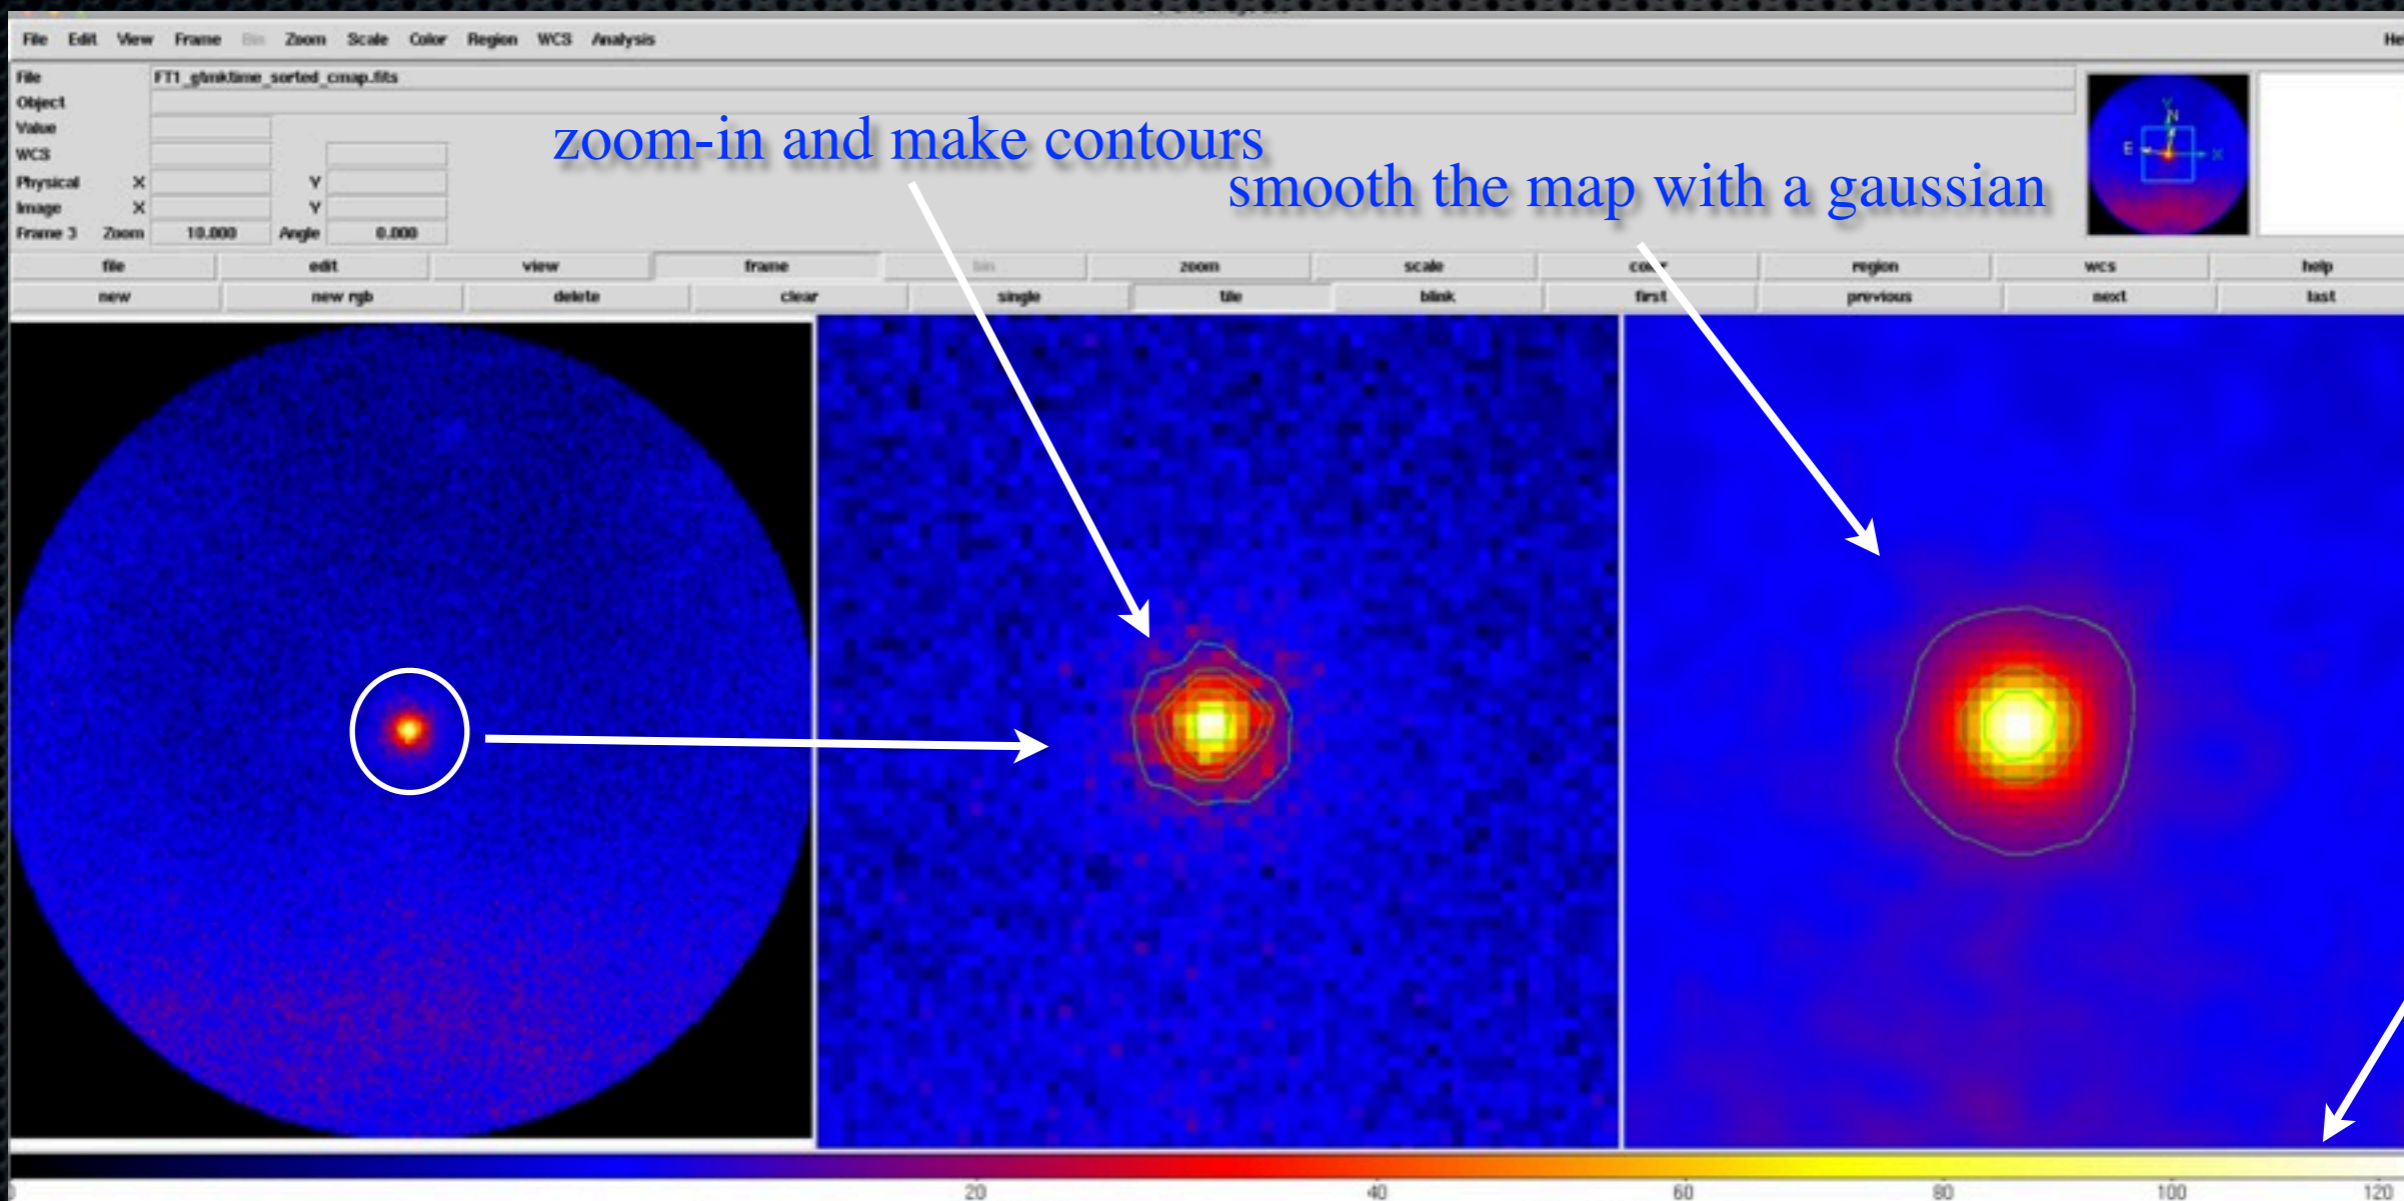 File Edit View Frame Bin Zoom Scale Color Region WCS Analysis
File FT1_gtmktime_sorted_cmap.fits
Object
Value
WCS
Physical X Y
Image X Y
Frame 3 Zoom 10.000 Angle 0.000
zoom-in and make contours
smooth the map with a gaussian
Y
N
E X
file edit view frame bin zoom scale color region wcs help
new new rgb delete clear single tile blink first previous next last
20 40 60 80 100 120